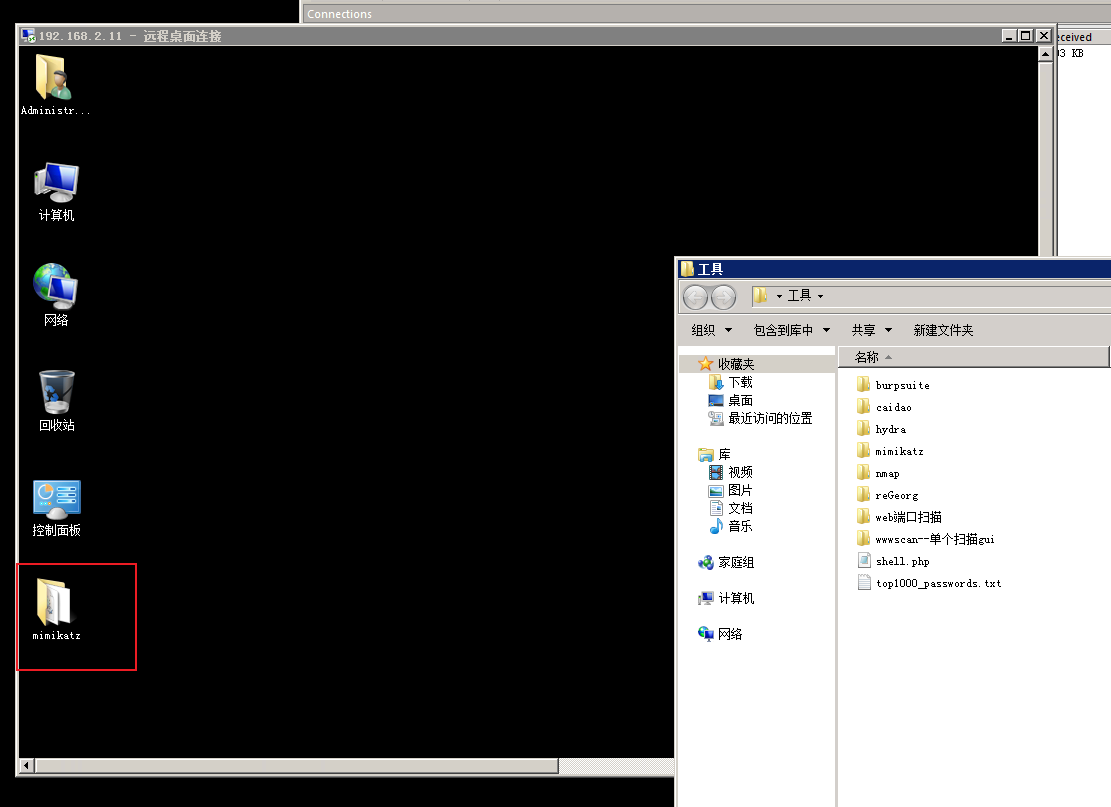 Connections
192.168.2.11 - 远程桌面连接
eceived
3 KB
Administr...
计算机
网络
回收站
控制面板
mimikatz
工具
工具
组织
包含到库中
共享
新建文件夹
收藏夹
下载
桌面
最近访问的位置
库
视频
图片
文档
音乐
家庭组
计算机
网络
名称
burpsuite
caidao
hydra
mimikatz
nmap
reGeorg
web端口扫描
wwwscan--单个扫描gui
shell.php
top1000_passwords.txt